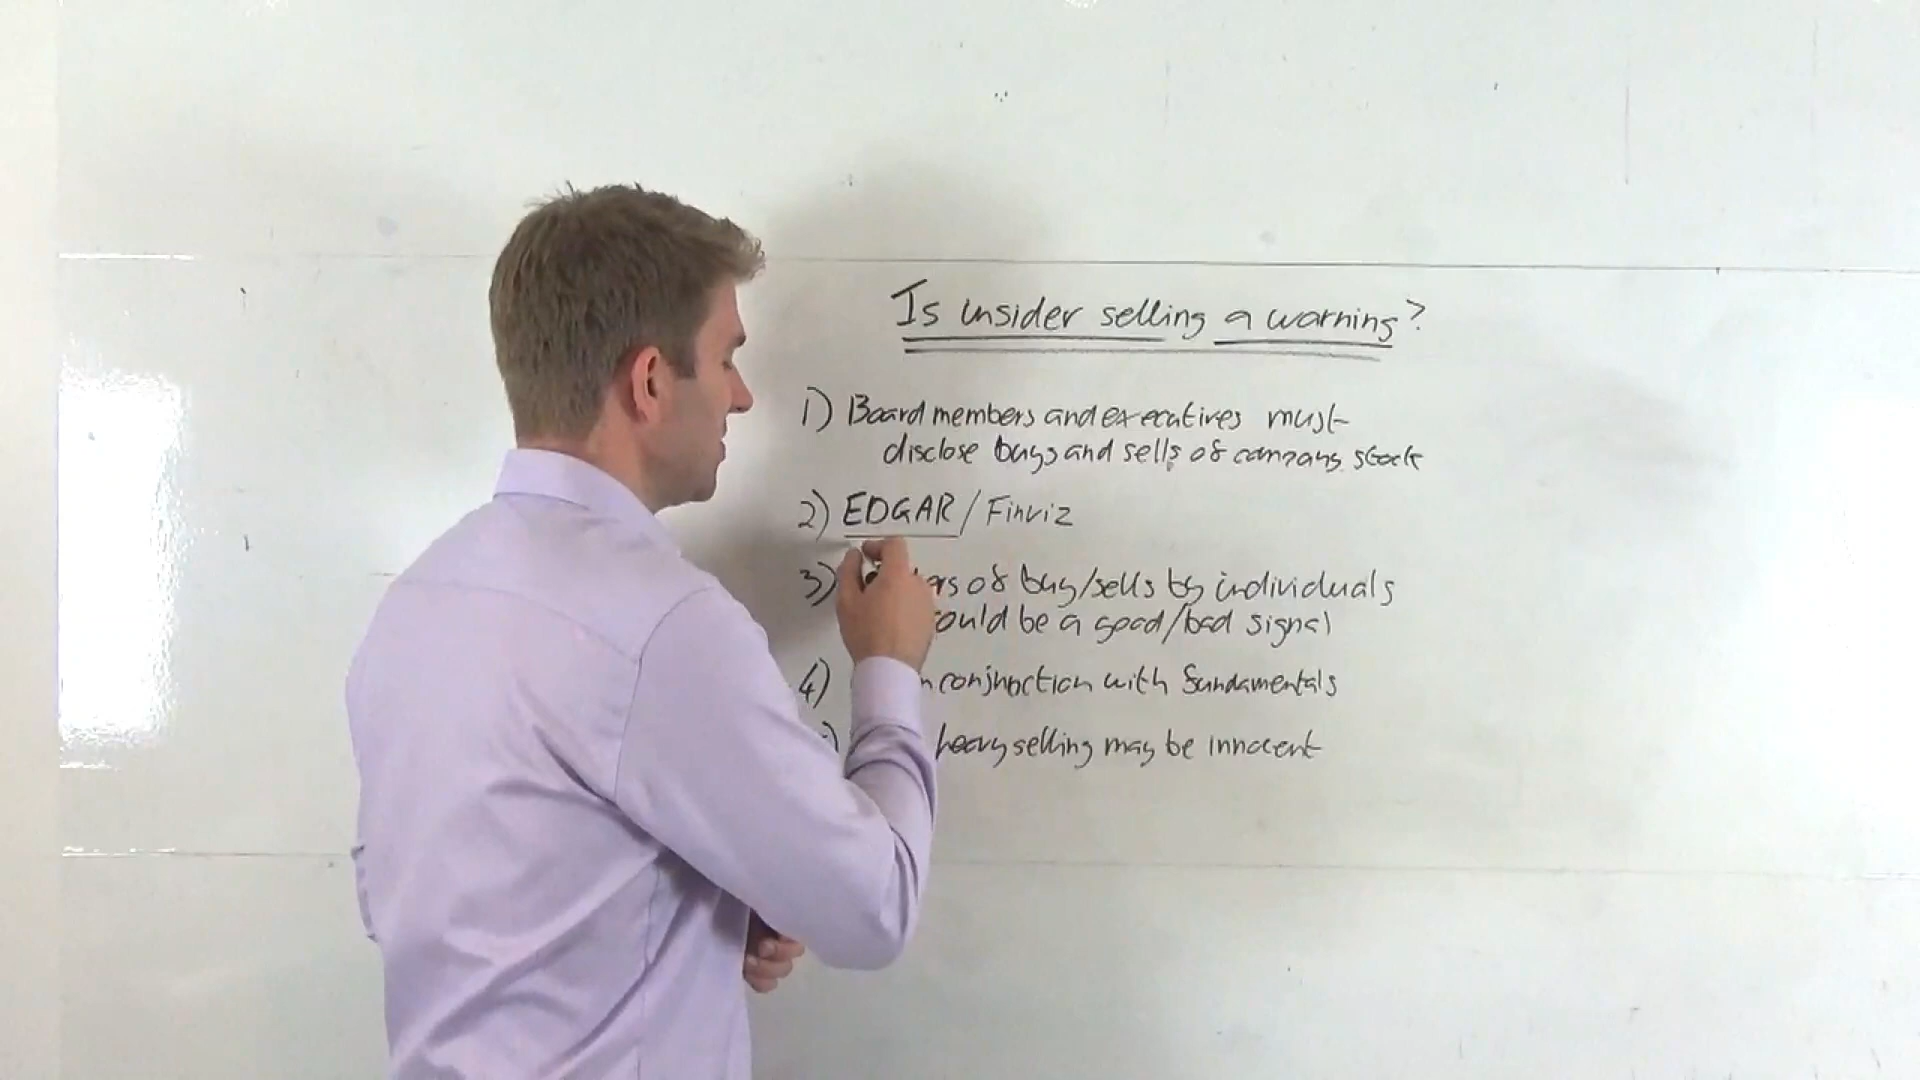 Is insider selling a warning?
1) Board members and executives must
disclose buys and sells of company stock
2) EDGAR / Finviz
3) of buy/sells by individuals
could be a good/bad signal
4) conjunction with fundamentals
heavy selling may be innocent